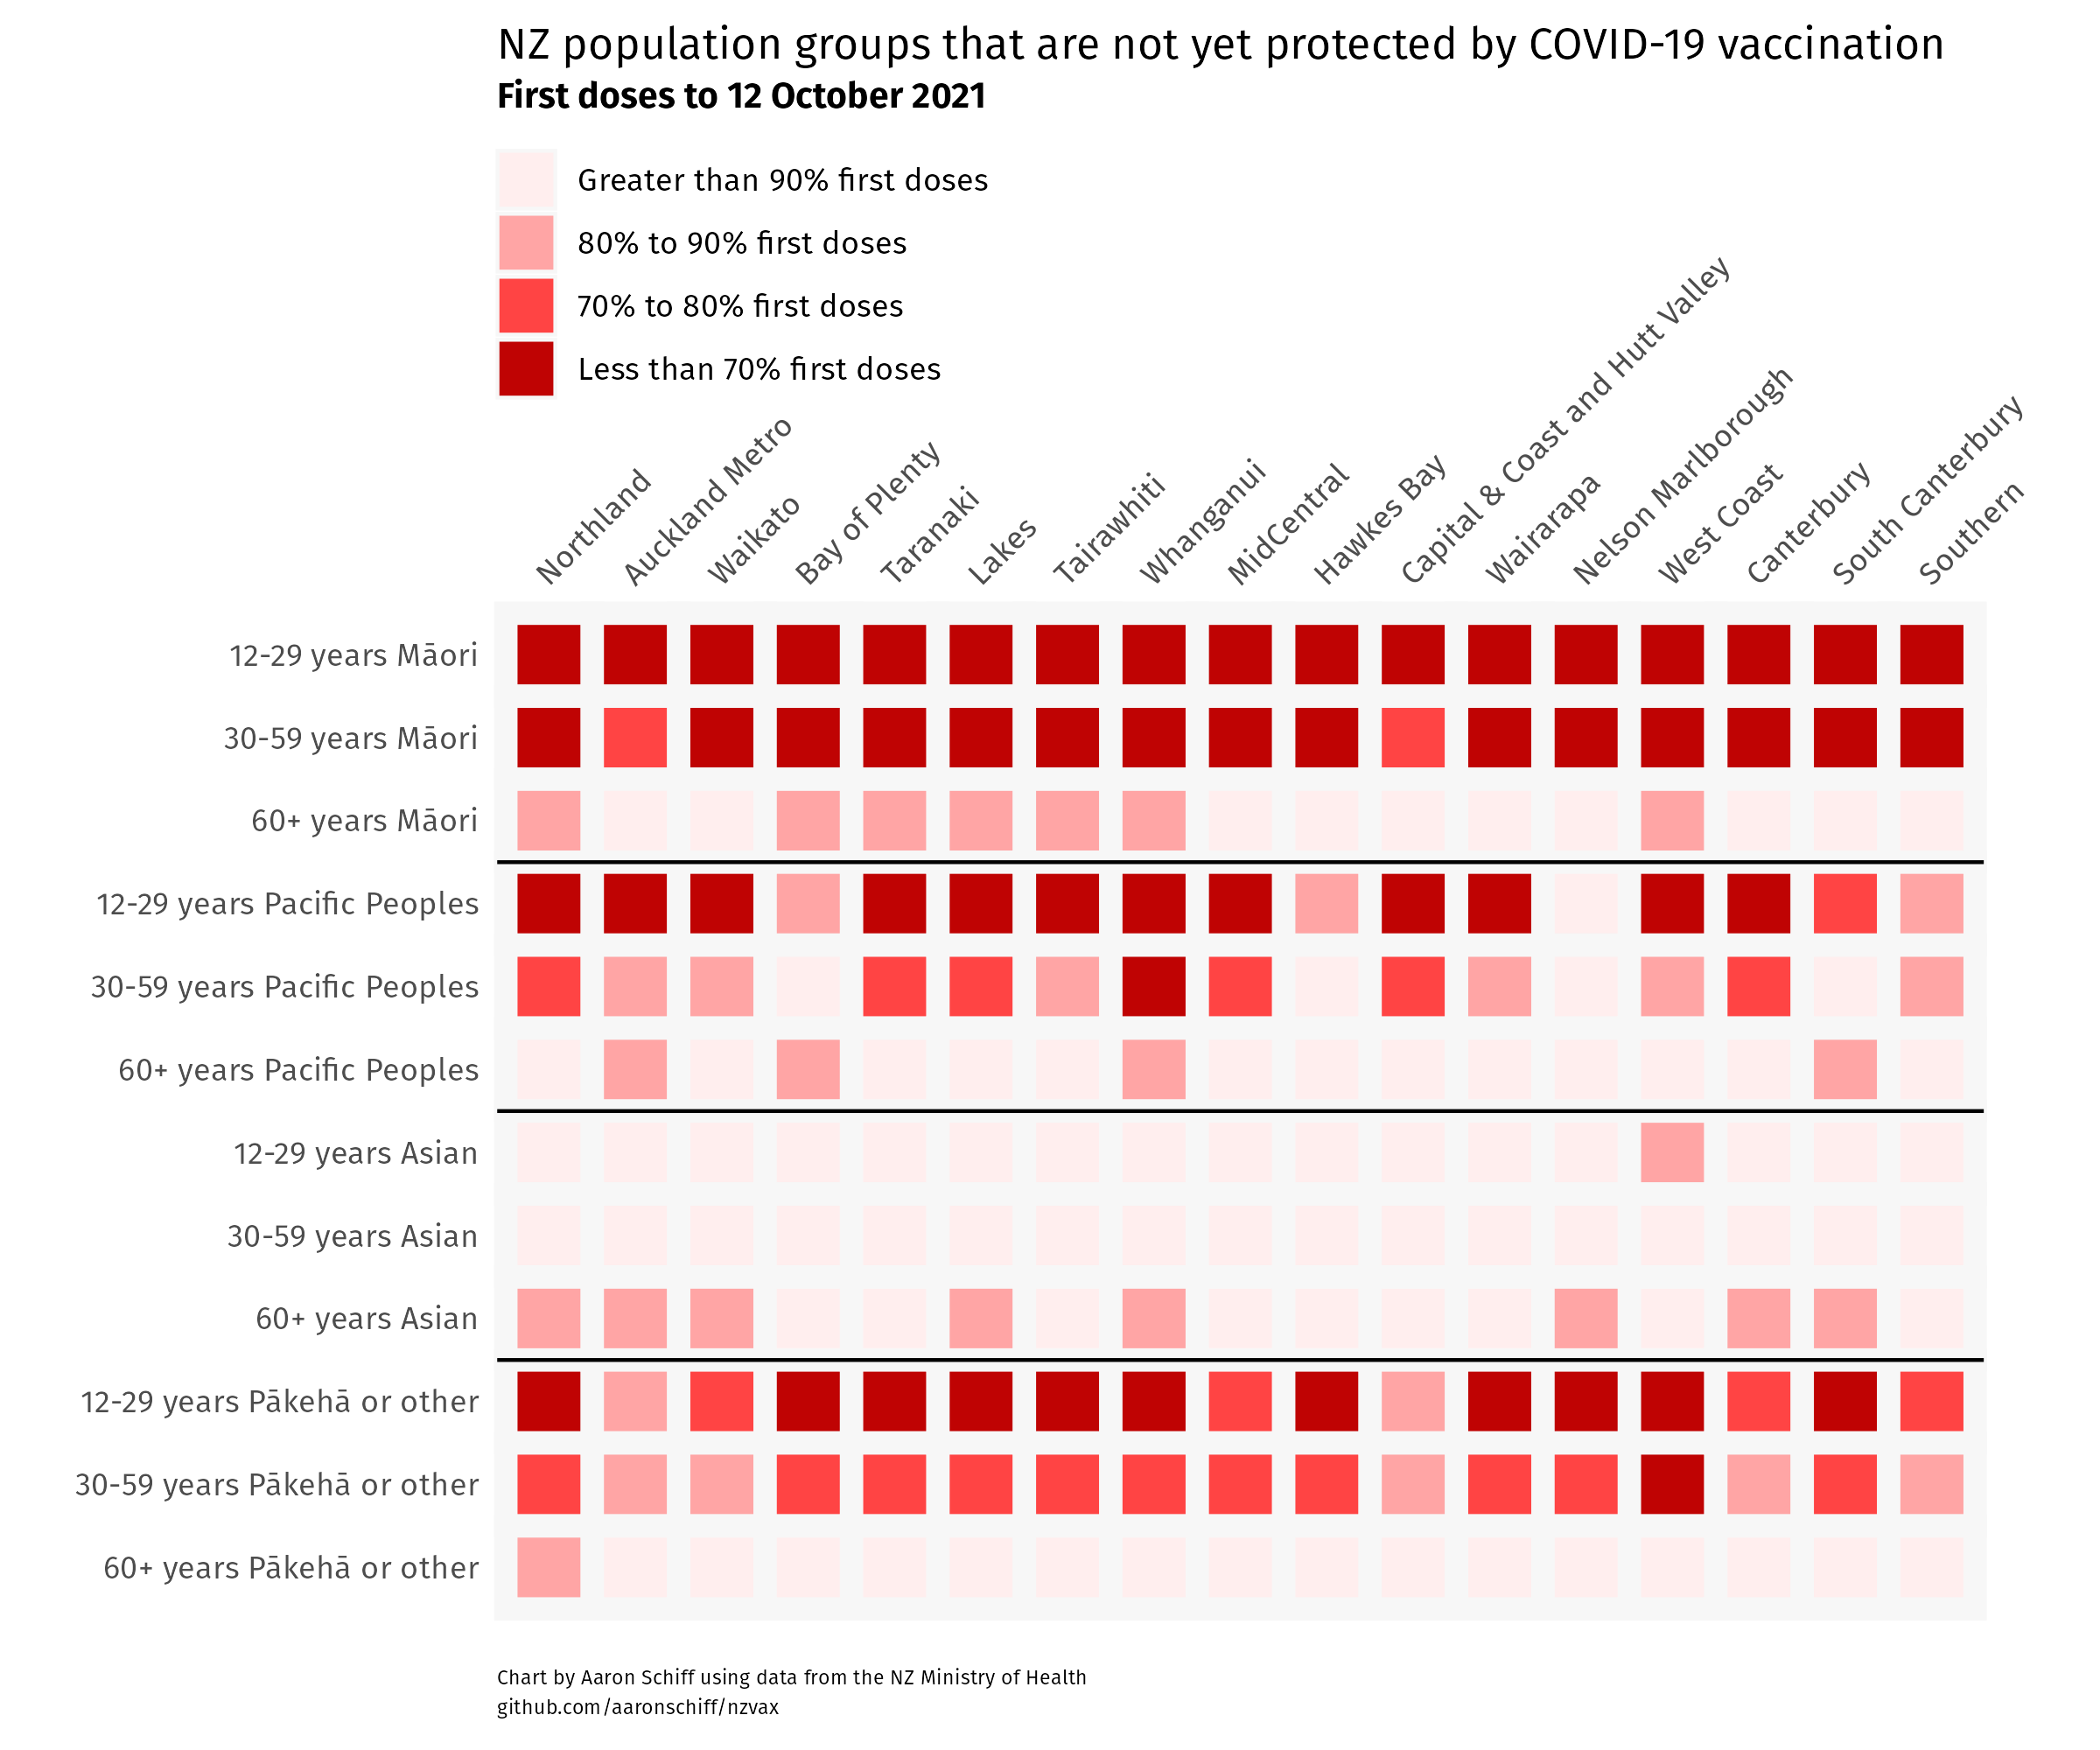 NZ population groups that are not yet protected by COVID-19 vaccination
First doses to 12 October 2021
Greater than 90% first doses
80% to 90% first doses
70% to 80% first doses
Less than 70% first doses
Northland
Auckland Metro
Waikato
Bay of Plenty
Taranaki
Lakes
Tairawhiti
Whanganui
MidCentral
Hawkes Bay
Capital & Coast and Hutt Valley
Wairarapa
Nelson Marlborough
West Coast
Canterbury
South Canterbury
Southern
12-29 years Māori
30-59 years Māori
60+ years Māori
12-29 years Pacific Peoples
30-59 years Pacific Peoples
60+ years Pacific Peoples
12-29 years Asian
30-59 years Asian
60+ years Asian
12-29 years Pākehā or other
30-59 years Pākehā or other
60+ years Pākehā or other
Chart by Aaron Schiff using data from the NZ Ministry of Health
github.com/aaronschiff/nzvax